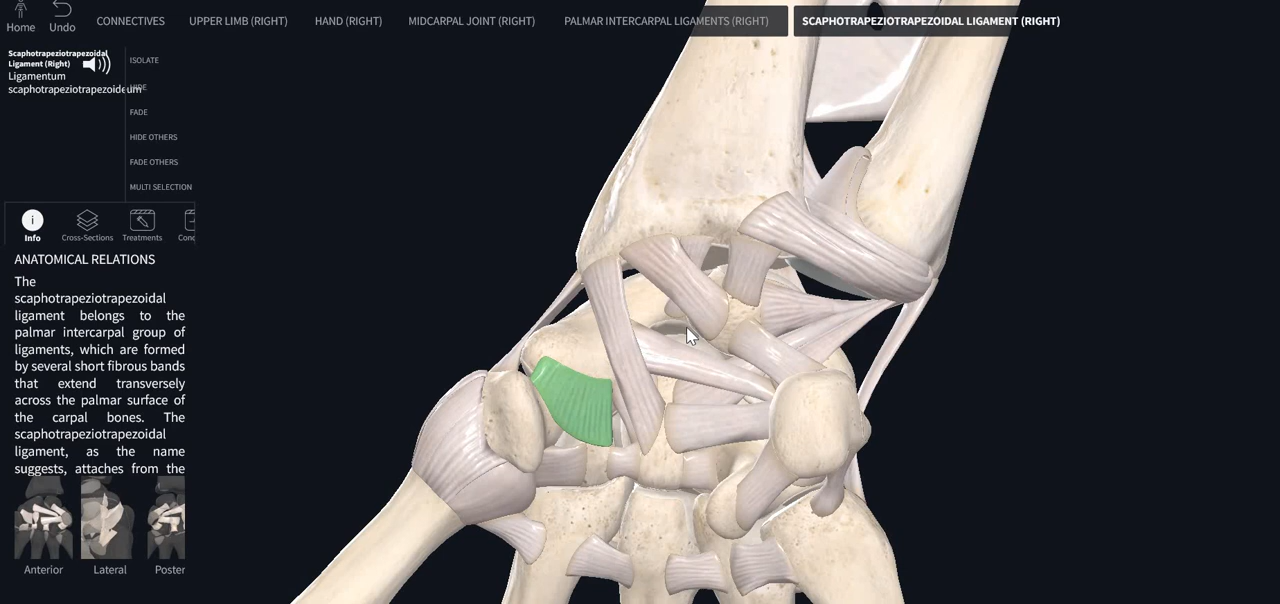 Home
Undo
CONNECTIVES
UPPER LIMB (RIGHT)
HAND (RIGHT)
MIDCARPAL JOINT (RIGHT)
PALMAR INTERCARPAL LIGAMENTS (RIGHT)
SCAPHOTRAPEZIOTRAPEZOIDAL LIGAMENT (RIGHT)
Scaphotrapeziotrapezoidal
Ligament (Right)
Ligamentum
scaphotrapeziotrapezoideum
ISOLATE
HIDE
FADE
HIDE OTHERS
FADE OTHERS
MULTI SELECTION
Info
Cross-Sections
Treatments
Conc
ANATOMICAL RELATIONS
The
scaphotrapeziotrapezoidal
ligament belongs to the
palmar intercarpal group of
ligaments, which are formed
by several short fibrous bands
that extend transversely
across the palmar surface of
the carpal bones. The
scaphotrapeziotrapezoidal
ligament, as the name
suggests, attaches from the
Anterior
Lateral
Poster